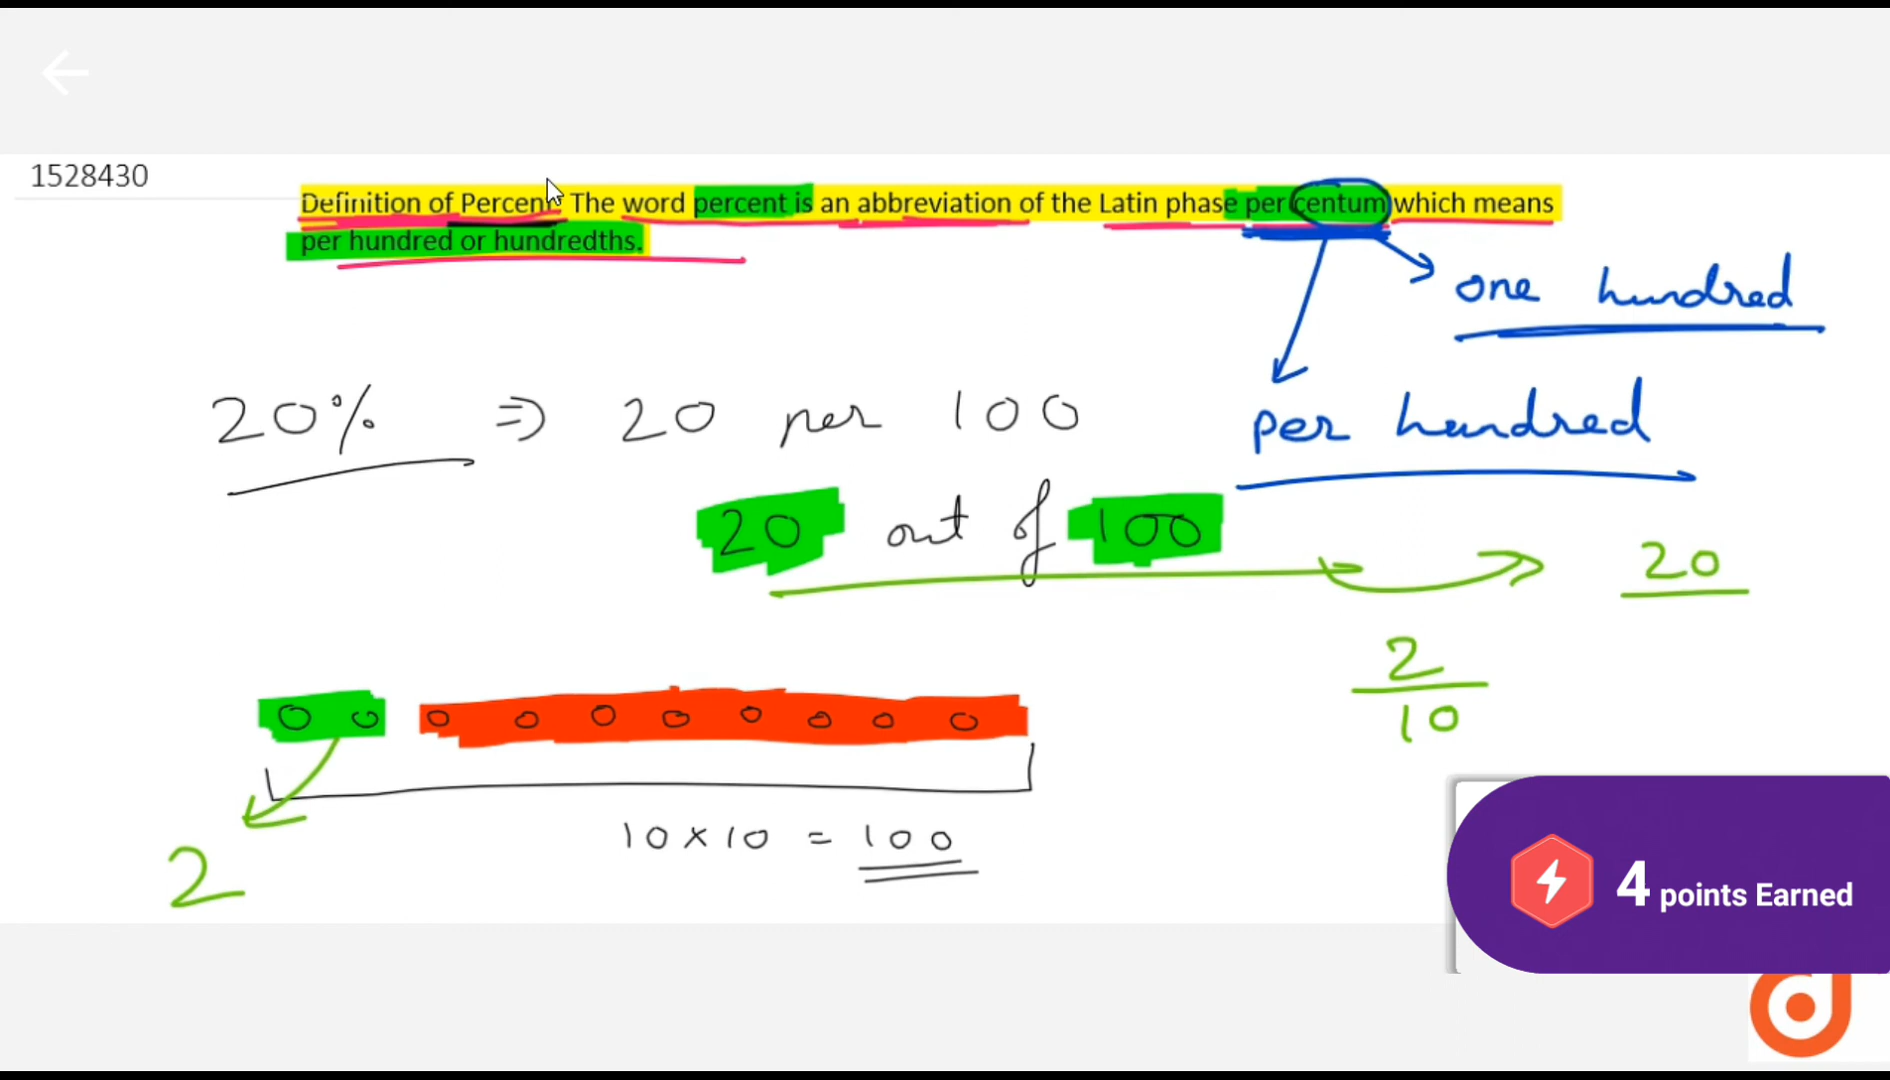 1528430
Definition of Percent The word percent is an abbreviation of the Latin phase per centum which means
per hundred or hundredths.
one hundred
20% ⇒ 20 per 100
per hundred
20 out of 100
20
2
10
10 × 10 = 100
2
4 points Earned